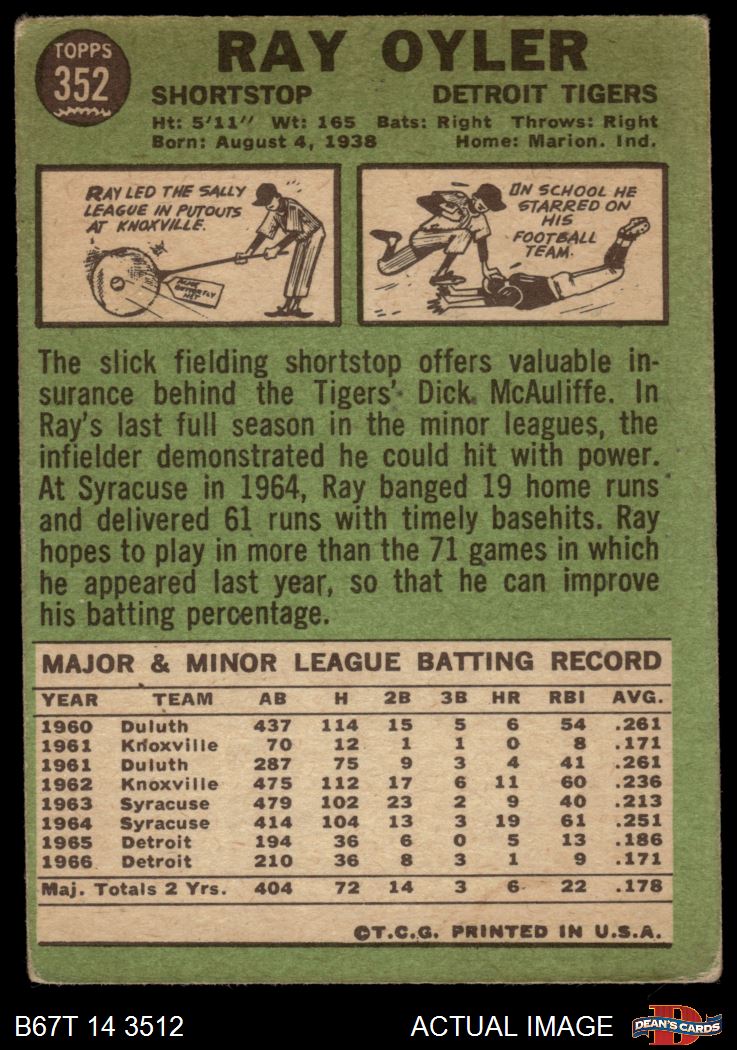 TOPPS
352
RAY OYLER
SHORTSTOP DETROIT TIGERS
Ht: 5'11" Wt: 165 Bats: Right Throws: Right
Born: August 4, 1938 Home: Marion. Ind.
RAY LED THE SALLY
LEAGUE IN PUTOUTS
AT KNOXVILLE.
IN SCHOOL HE
STARRED ON
HIS
FOOTBALL
TEAM.
The slick fielding shortstop offers valuable in-
surance behind the Tigers' Dick McAuliffe. In
Ray's last full season in the minor leagues, the
infielder demonstrated he could hit with power.
At Syracuse in 1964, Ray banged 19 home runs
and delivered 61 runs with timely basehits. Ray
hopes to play in more than the 71 games in which
he appeared last year, so that he can improve
his batting percentage.
MAJOR & MINOR LEAGUE BATTING RECORD
YEAR TEAM AB H 2B 3B HR RBI AVG.
1960 Duluth 437 114 15 5 6 54 .261
1961 Knoxville 70 12 1 1 0 8 .171
1961 Duluth 287 75 9 3 4 41 .261
1962 Knoxville 475 112 17 6 11 60 .236
1963 Syracuse 479 102 23 2 9 40 .213
1964 Syracuse 414 104 13 3 19 61 .251
1965 Detroit 194 36 6 0 5 13 .186
1966 Detroit 210 36 8 3 1 9 .171
Maj. Totals 2 Yrs. 404 72 14 3 6 22 .178
©T.C.G. PRINTED IN U.S.A.
B67T 14 3512 ACTUAL IMAGE
D
DEAN'S CARDS